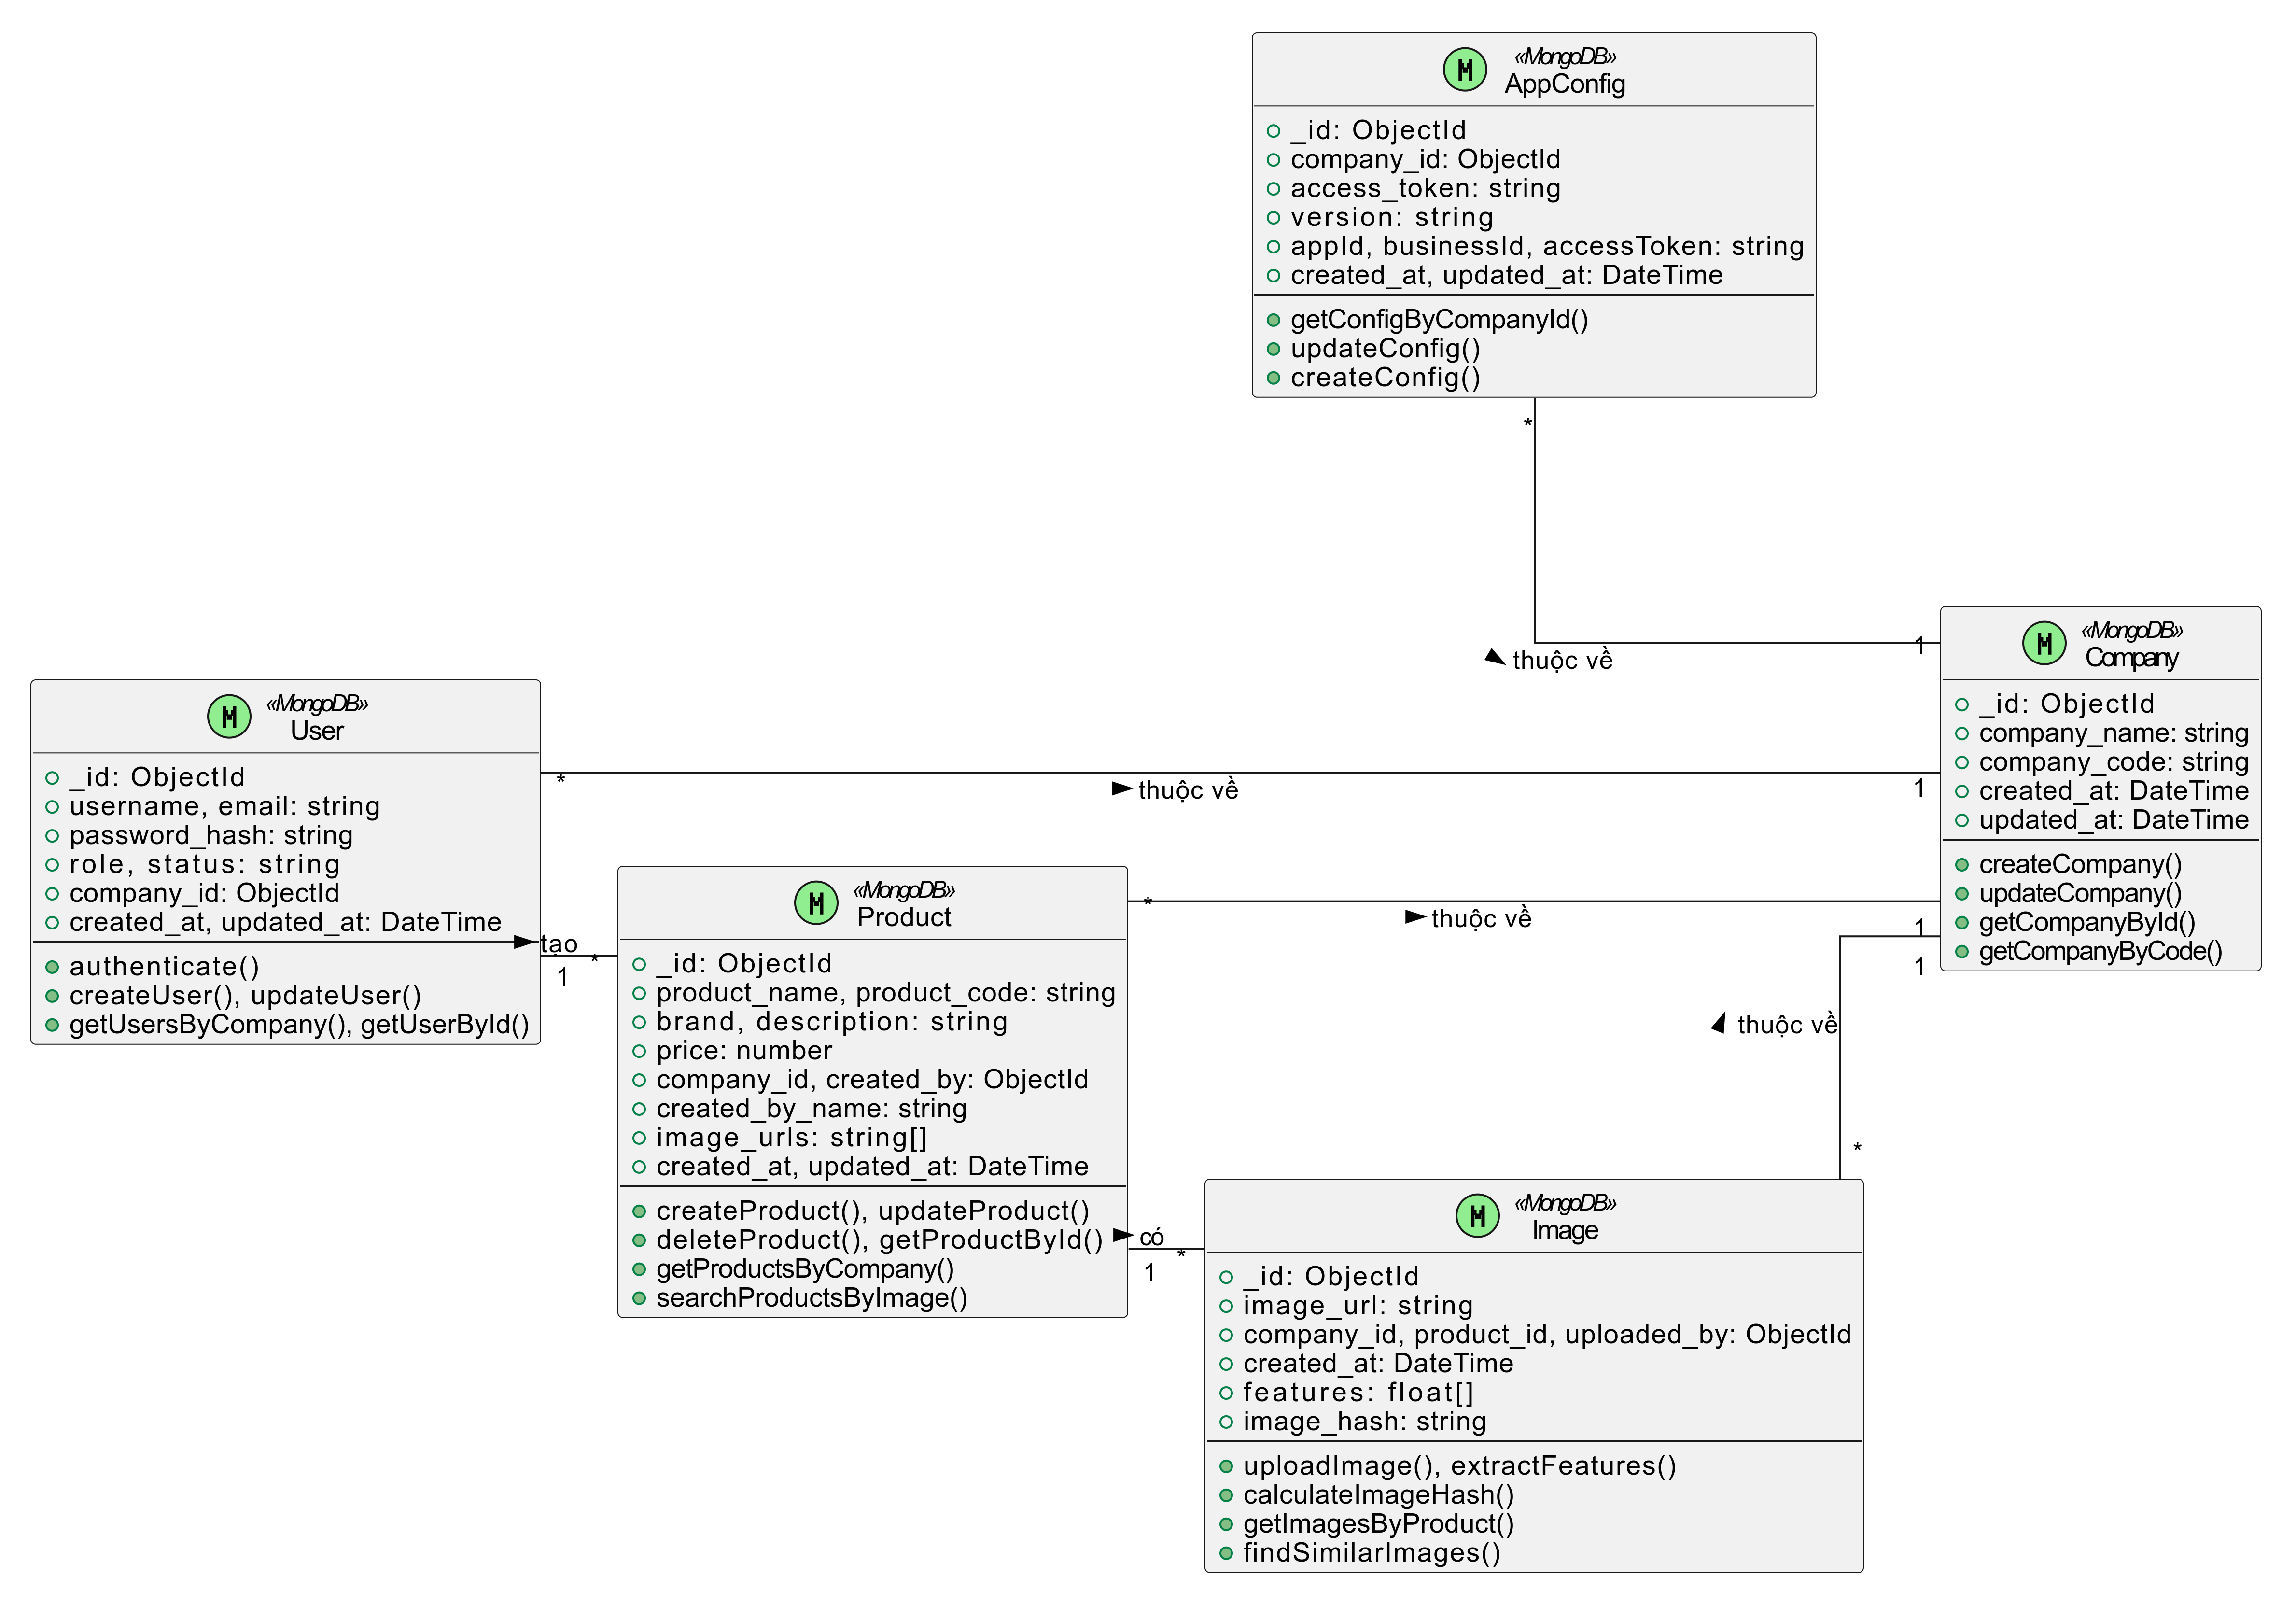 M
«MongoDB»
AppConfig
_id: ObjectId
company_id: ObjectId
access_token: string
version: string
appId, businessId, accessToken: string
created_at, updated_at: DateTime
getConfigByCompanyId()
updateConfig()
createConfig()
*
1
thuộc về
M
«MongoDB»
Company
_id: ObjectId
company_name: string
company_code: string
created_at: DateTime
updated_at: DateTime
createCompany()
updateCompany()
getCompanyById()
getCompanyByCode()
M
«MongoDB»
User
_id: ObjectId
username, email: string
password_hash: string
role, status: string
company_id: ObjectId
created_at, updated_at: DateTime
authenticate()
createUser(), updateUser()
getUsersByCompany(), getUserById()
*
thuộc về
1
tạo
1
*
M
«MongoDB»
Product
_id: ObjectId
product_name, product_code: string
brand, description: string
price: number
company_id, created_by: ObjectId
created_by_name: string
image_urls: string[]
created_at, updated_at: DateTime
createProduct(), updateProduct()
deleteProduct(), getProductById()
getProductsByCompany()
searchProductsByImage()
*
thuộc về
1
1
thuộc về
*
có
1
*
M
«MongoDB»
Image
_id: ObjectId
image_url: string
company_id, product_id, uploaded_by: ObjectId
created_at: DateTime
features: float[]
image_hash: string
uploadImage(), extractFeatures()
calculateImageHash()
getImagesByProduct()
findSimilarImages()